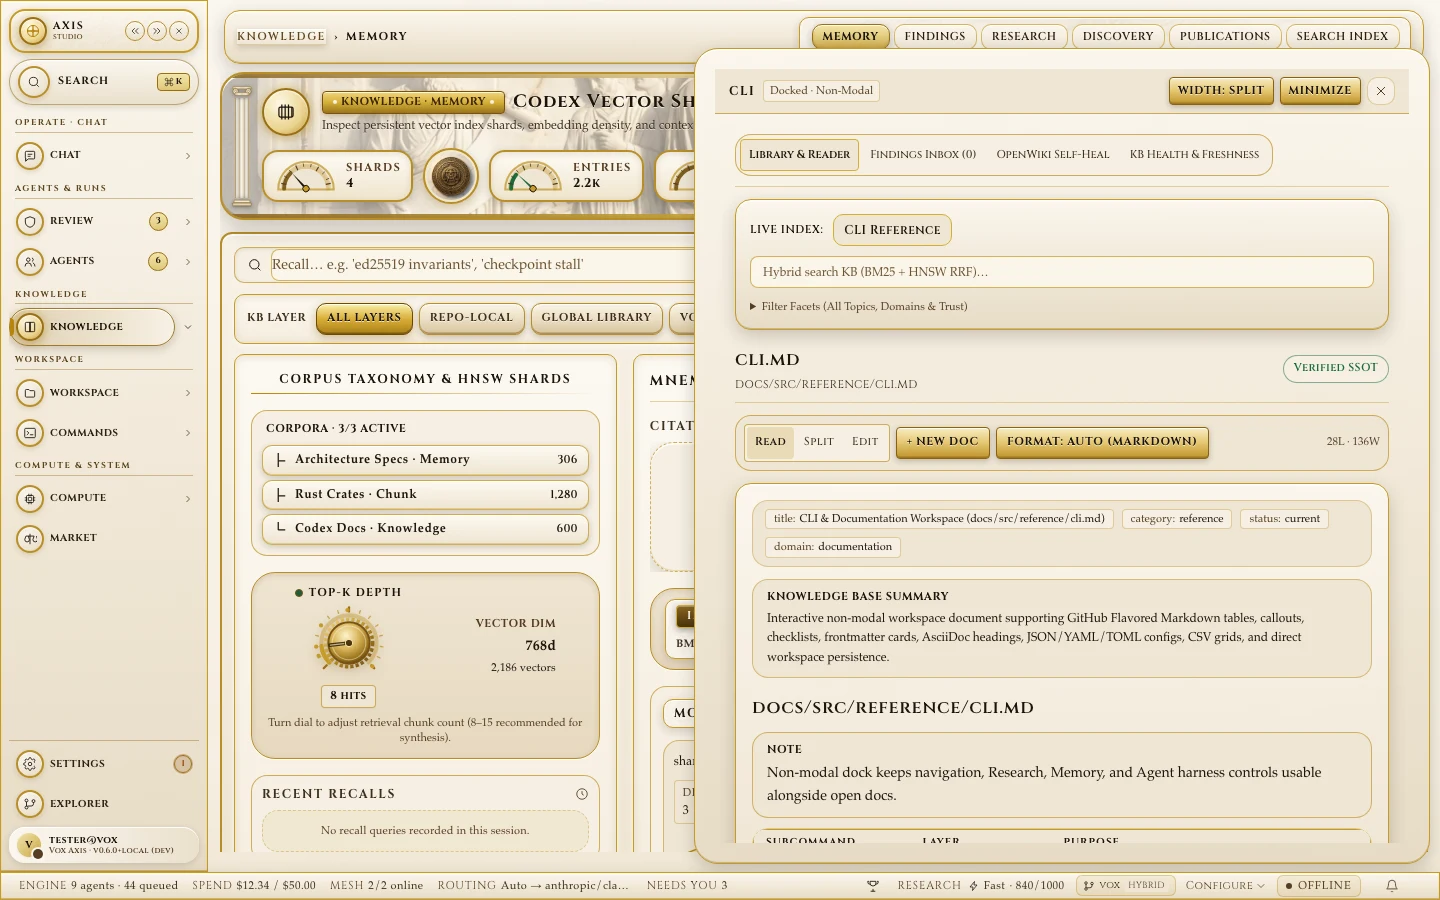 AXIS
STUDIO
SEARCH
⌘K
OPERATE · CHAT
CHAT
AGENTS & RUNS
REVIEW 3
AGENTS 6
KNOWLEDGE
KNOWLEDGE
WORKSPACE
WORKSPACE
COMMANDS
COMPUTE & SYSTEM
COMPUTE
MARKET
SETTINGS 1
EXPLORER
V
TESTER@VOX
VOX AXIS · V0.6.0+LOCAL (DEV)
KNOWLEDGE › MEMORY
MEMORY FINDINGS RESEARCH DISCOVERY PUBLICATIONS SEARCH INDEX
KNOWLEDGE · MEMORY CODEX VECTOR SH
Inspect persistent vector index shards, embedding density, and contex
SHARDS
4
ENTRIES
2.2K
Recall... e.g. 'ed25519 invariants', 'checkpoint stall'
KB LAYER ALL LAYERS REPO-LOCAL GLOBAL LIBRARY VO
CORPUS TAXONOMY & HNSW SHARDS
CORPORA · 3/3 ACTIVE
├ Architecture Specs · Memory 306
├ Rust Crates · Chunk 1,280
└ Codex Docs · Knowledge 600
TOP-K DEPTH
8 HITS
VECTOR DIM
768d
2,186 vectors
Turn dial to adjust retrieval chunk count (8–15 recommended for
synthesis).
RECENT RECALLS
No recall queries recorded in this session.
MNEM
CITAT
BM
MO
shar
3
CLI Docked · Non-Modal
WIDTH: SPLIT MINIMIZE
LIBRARY & READER FINDINGS INBOX (0) OPENWIKI SELF-HEAL KB HEALTH & FRESHNESS
LIVE INDEX: CLI REFERENCE
Hybrid search KB (BM25 + HNSW RRF)...
▶ Filter Facets (All Topics, Domains & Trust)
CLI.MD
DOCS/SRC/REFERENCE/CLI.MD
VERIFIED SSOT
READ SPLIT EDIT + NEW DOC FORMAT: AUTO (MARKDOWN) 28L · 136W
title: CLI & Documentation Workspace (docs/src/reference/cli.md) category: reference status: current
domain: documentation
KNOWLEDGE BASE SUMMARY
Interactive non-modal workspace document supporting GitHub Flavored Markdown tables, callouts,
checklists, frontmatter cards, AsciiDoc headings, JSON/YAML/TOML configs, CSV grids, and direct
workspace persistence.
DOCS/SRC/REFERENCE/CLI.MD
NOTE
Non-modal dock keeps navigation, Research, Memory, and Agent harness controls usable
alongside open docs.
SUBCOMMAND LAYER PURPOSE
ENGINE 9 agents · 44 queued SPEND $12.34 / $50.00 MESH 2/2 online ROUTING Auto → anthropic/cla... NEEDS YOU 3
RESEARCH Fast · 840/1000 VOX HYBRID CONFIGURE OFFLINE